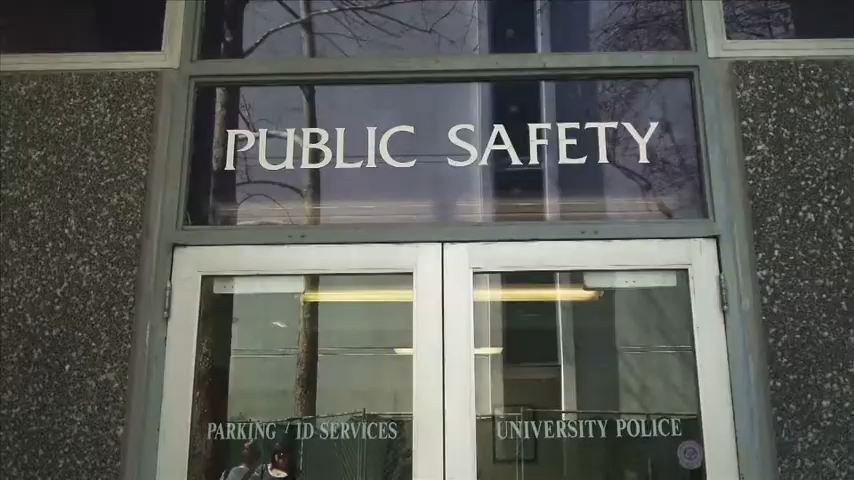 PUBLIC SAFETY
PARKING / ID SERVICES
UNIVERSITY POLICE